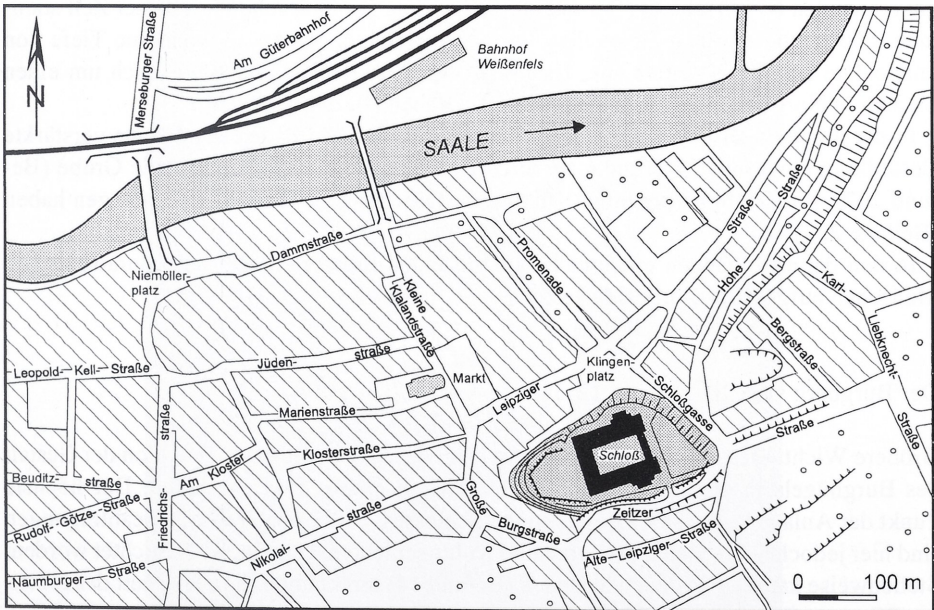 Merseburger Straße
Am Güterbahnhof
Bahnhof
Weißenfels
N
SAALE
Straße
Straße
Hohe
Dammstraße
Promenade
Niemöller-
platz
Kleine
Klalandstraße
Karl-
Liebknecht-
Straße
Bergstraße
Leopold-Kell-Straße
Jüden-
straße
Markt
Klingen-
platz
Leipziger
Schloßgasse
Marienstraße
Klosterstraße
Schloß
Straße
straße
Friedrichs-
Am Kloster
Beuditz-
straße
Rudolf-Götze-Straße
Große
Burgstraße
Zeitzer
Alte Leipziger Straße
Nikolai-
straße
Naumburger Straße
0 100 m